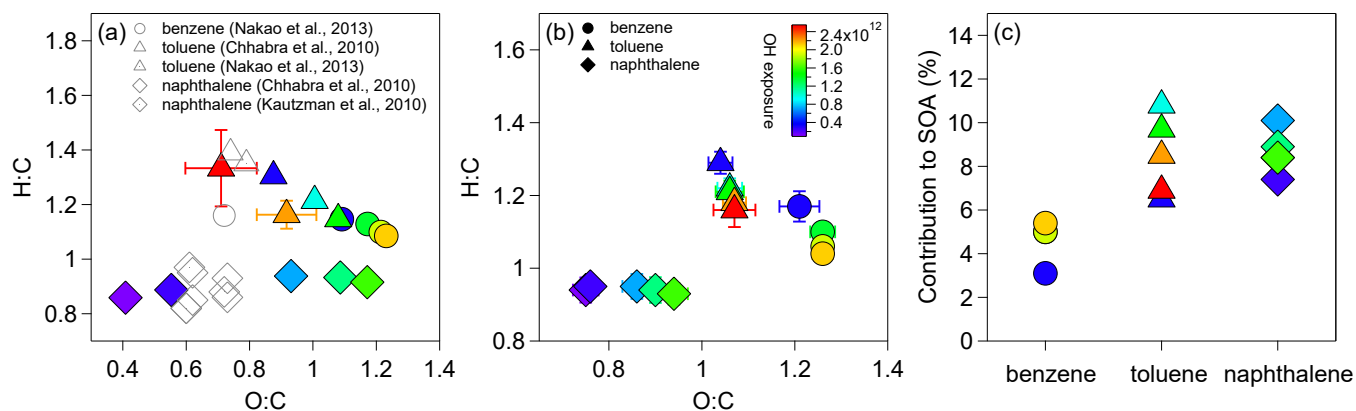 (a)
benzene (Nakao et al., 2013)
toluene (Chhabra et al., 2010)
toluene (Nakao et al., 2013)
naphthalene (Chhabra et al., 2010)
naphthalene (Kautzman et al., 2010)
H:C
1.8
1.6
1.4
1.2
1
0.8
0.4
0.6
0.8
1
1.2
1.4
O:C
(b)
benzene
toluene
naphthalene
OH exposure
2.4x10¹²
2.0
1.6
1.2
0.8
0.4
H:C
1.6
1.4
1.2
1
0.8
0.8
1
1.2
1.4
O:C
(c)
Contribution to SOA (%)
14
12
10
8
6
4
2
0
benzene
toluene
naphthalene